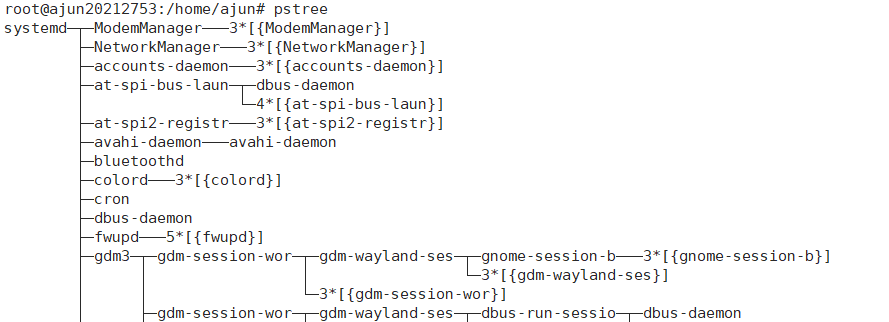 root@ajun20212753:/home/ajun# pstree
systemd─┬─ModemManager───3*[{ModemManager}]
        ├─NetworkManager───3*[{NetworkManager}]
        ├─accounts-daemon───3*[{accounts-daemon}]
        ├─at-spi-bus-laun─┬─dbus-daemon
        │                 └─4*[{at-spi-bus-laun}]
        ├─at-spi2-registr───3*[{at-spi2-registr}]
        ├─avahi-daemon───avahi-daemon
        ├─bluetoothd
        ├─colord───3*[{colord}]
        ├─cron
        ├─dbus-daemon
        ├─fwupd───5*[{fwupd}]
        ├─gdm3─┬─gdm-session-wor─┬─gdm-wayland-ses─┬─gnome-session-b───3*[{gnome-session-b}]
        │      │                 │                 └─3*[{gdm-wayland-ses}]
        │      │                 └─3*[{gdm-session-wor}]
        │      ├─gdm-session-wor─┬─gdm-wayland-ses─┬─dbus-run-sessio─┬─dbus-daemon